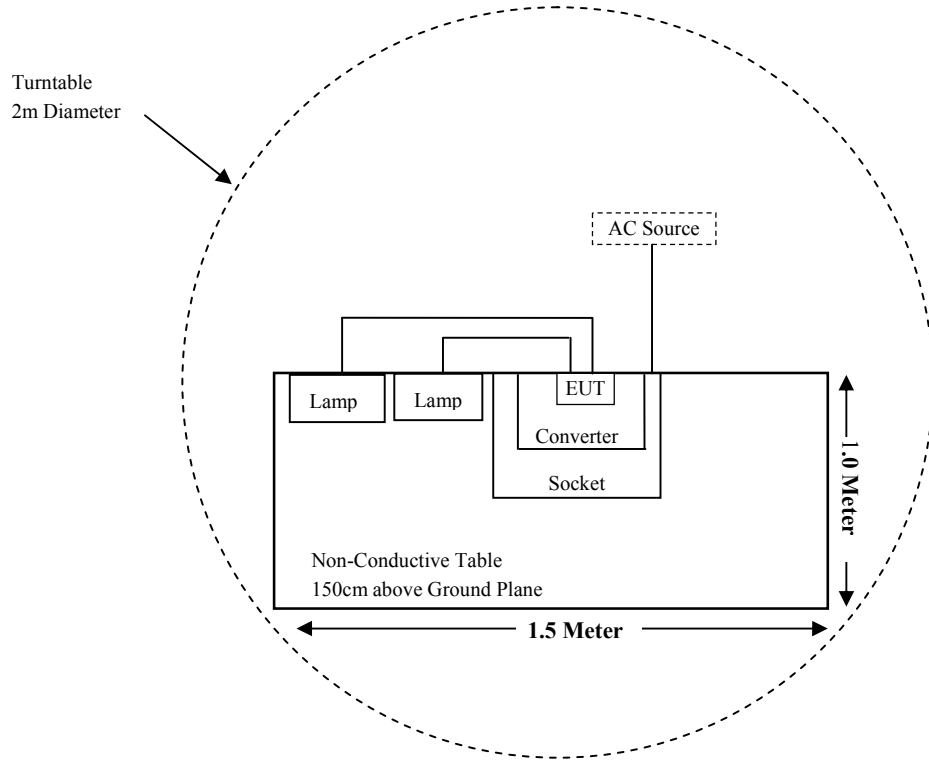 Turntable
2m Diameter
AC Source
Lamp
Lamp
EUT
Converter
Socket
1.0 Meter
Non-Conductive Table
150cm above Ground Plane
1.5 Meter